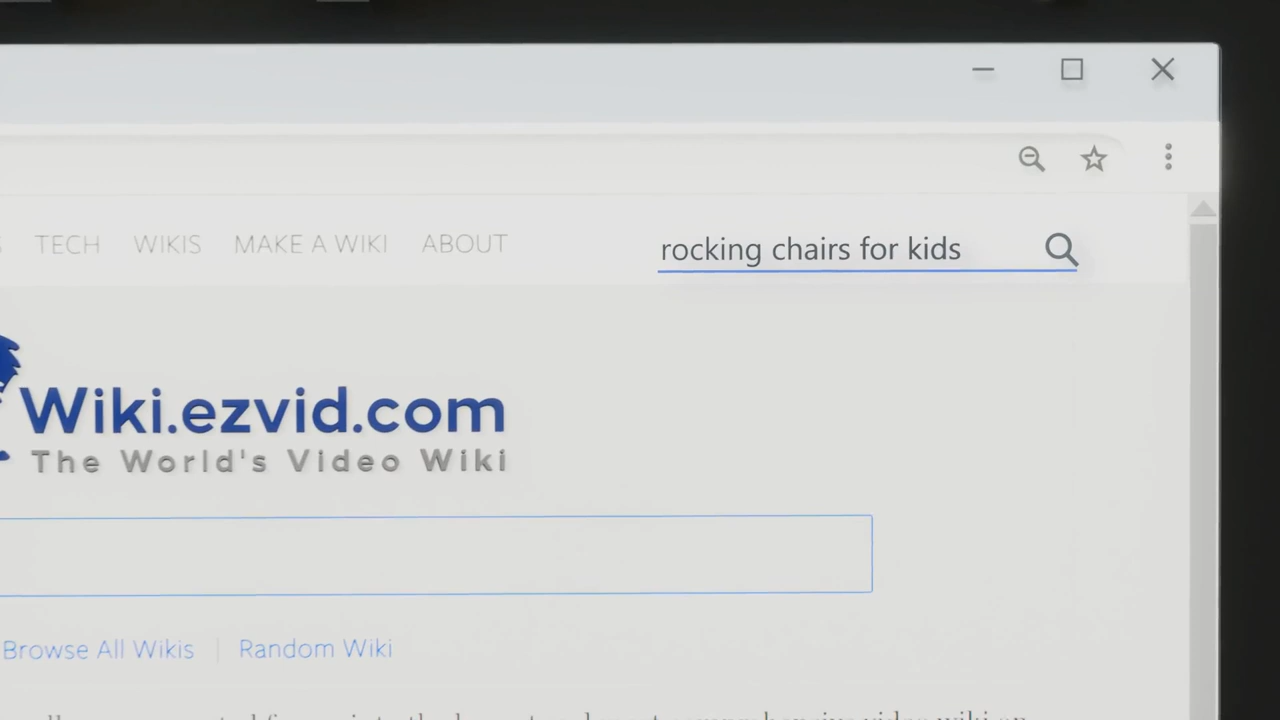 TECH WIKIS MAKE A WIKI ABOUT
rocking chairs for kids
Wiki.ezvid.com
The World's Video Wiki
Browse All Wikis | Random Wiki